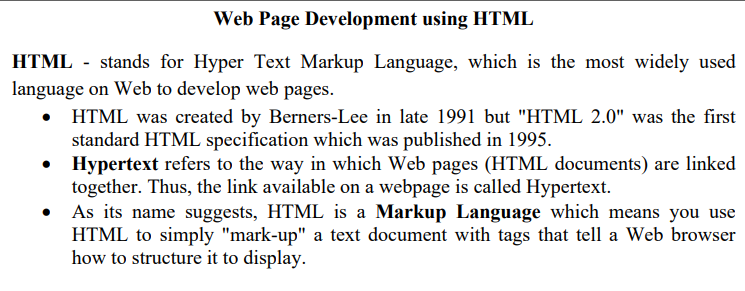 Web Page Development using HTML
HTML - stands for Hyper Text Markup Language, which is the most widely used
language on Web to develop web pages.
• HTML was created by Berners-Lee in late 1991 but "HTML 2.0" was the first
standard HTML specification which was published in 1995.
• Hypertext refers to the way in which Web pages (HTML documents) are linked
together. Thus, the link available on a webpage is called Hypertext.
• As its name suggests, HTML is a Markup Language which means you use
HTML to simply "mark-up" a text document with tags that tell a Web browser
how to structure it to display.